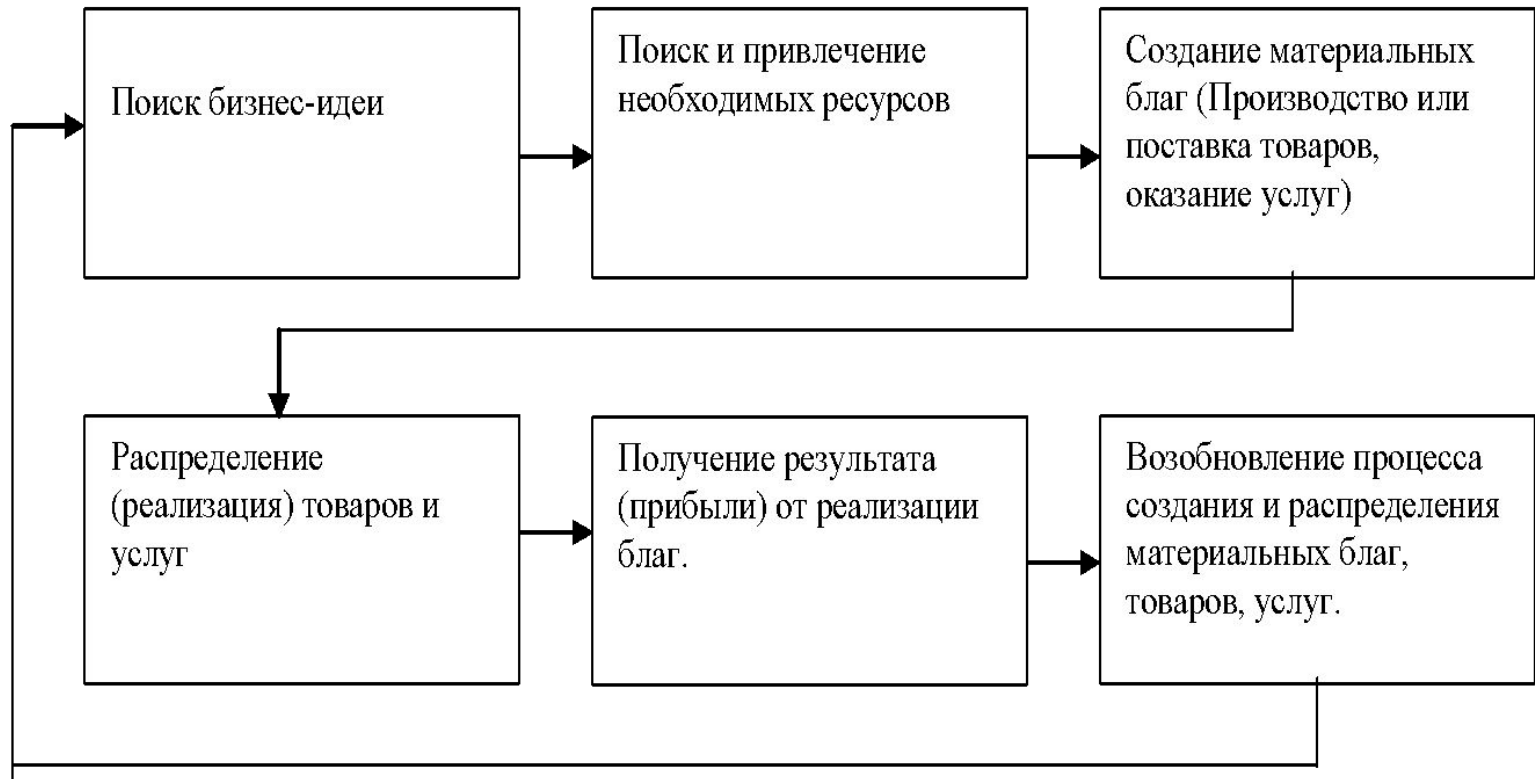 Поиск бизнес-идеи
Поиск и привлечение
необходимых ресурсов
Создание материальных
благ (Производство или
поставка товаров,
оказание услуг)
Распределение
(реализация) товаров и
услуг
Получение результата
(прибыли) от реализации
благ.
Возобновление процесса
создания и распределения
материальных благ,
товаров, услуг.